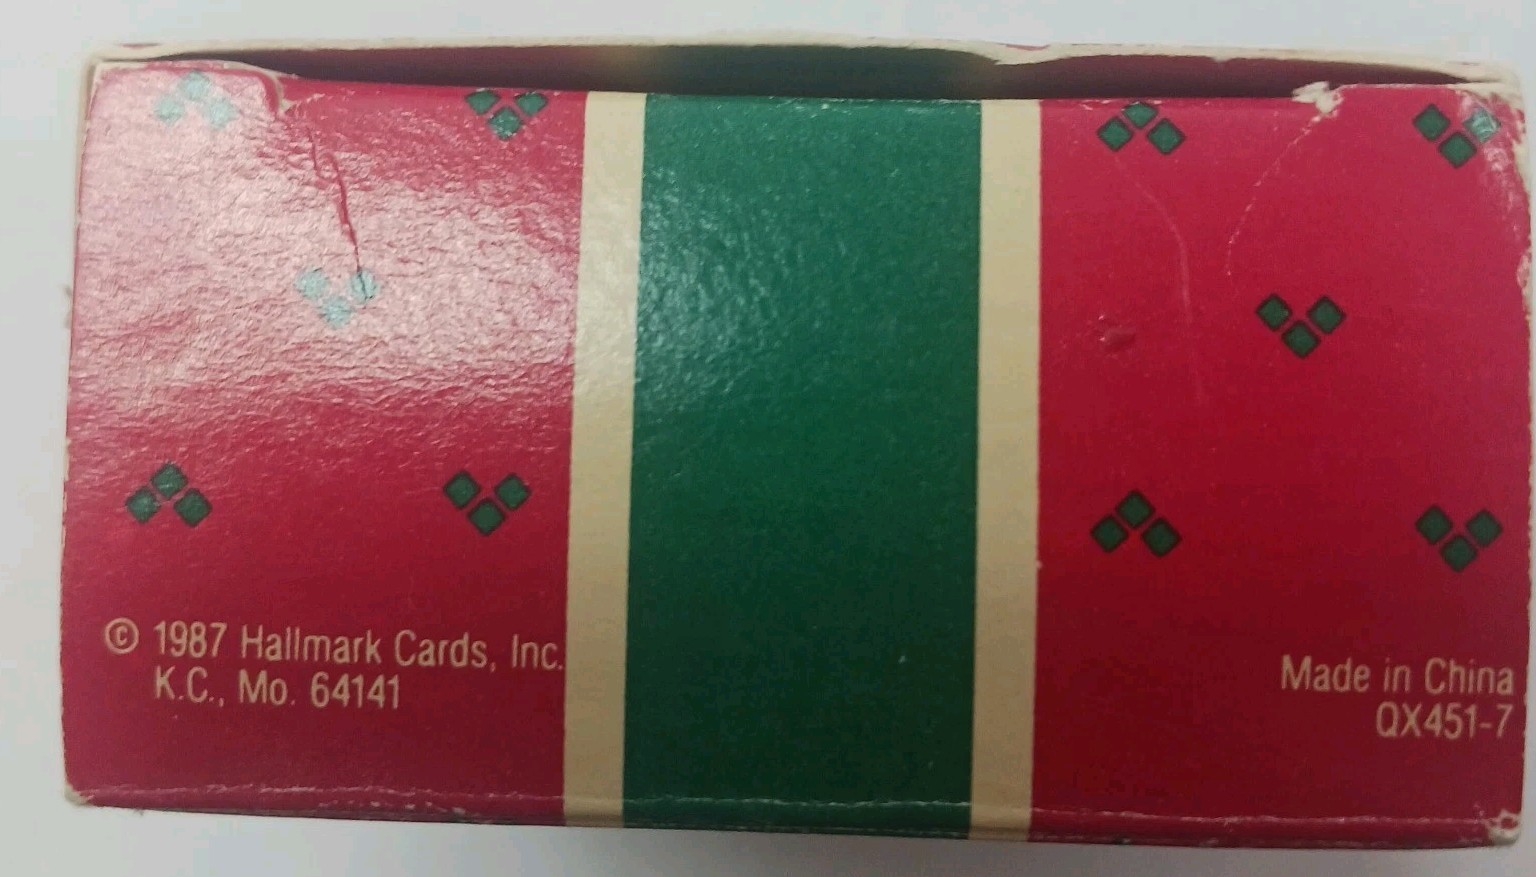 © 1987 Hallmark Cards, Inc.
K.C., Mo. 64141
Made in China
QX451-7